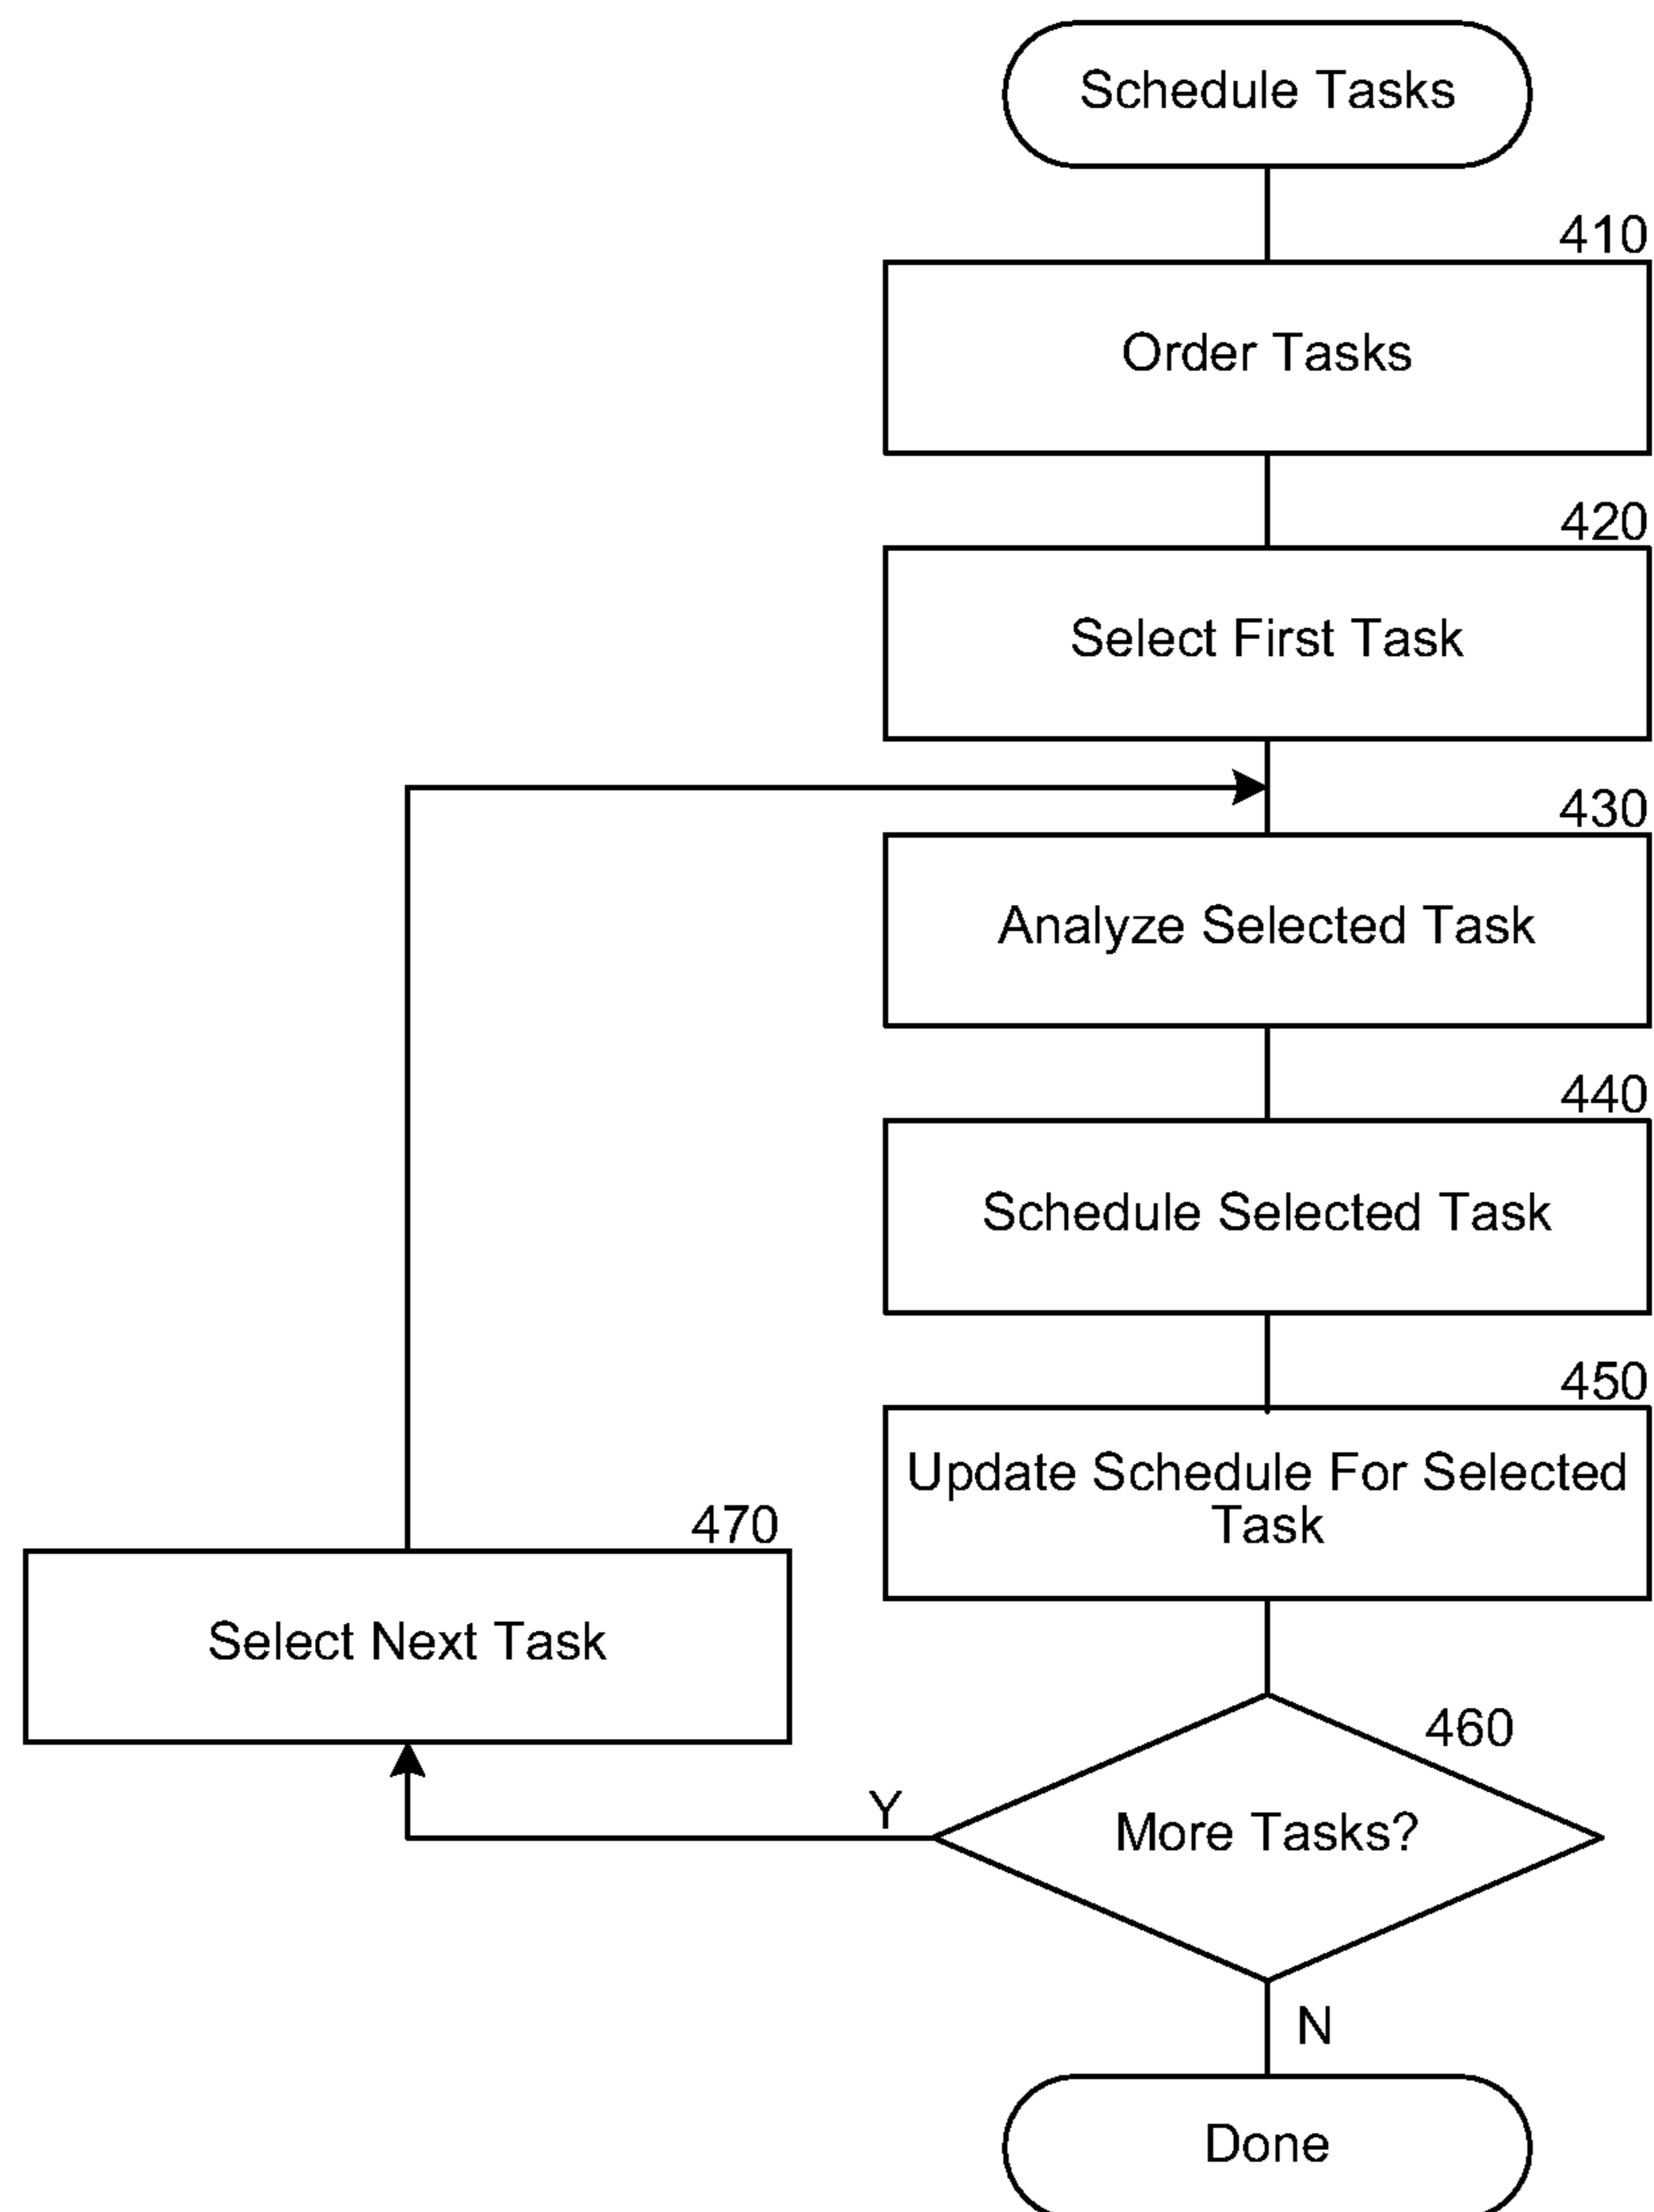 Schedule Tasks
410
Order Tasks
420
Select First Task
430
Analyze Selected Task
440
Schedule Selected Task
450
Update Schedule For Selected
Task
470
Select Next Task
460
More Tasks?
Y
N
Done